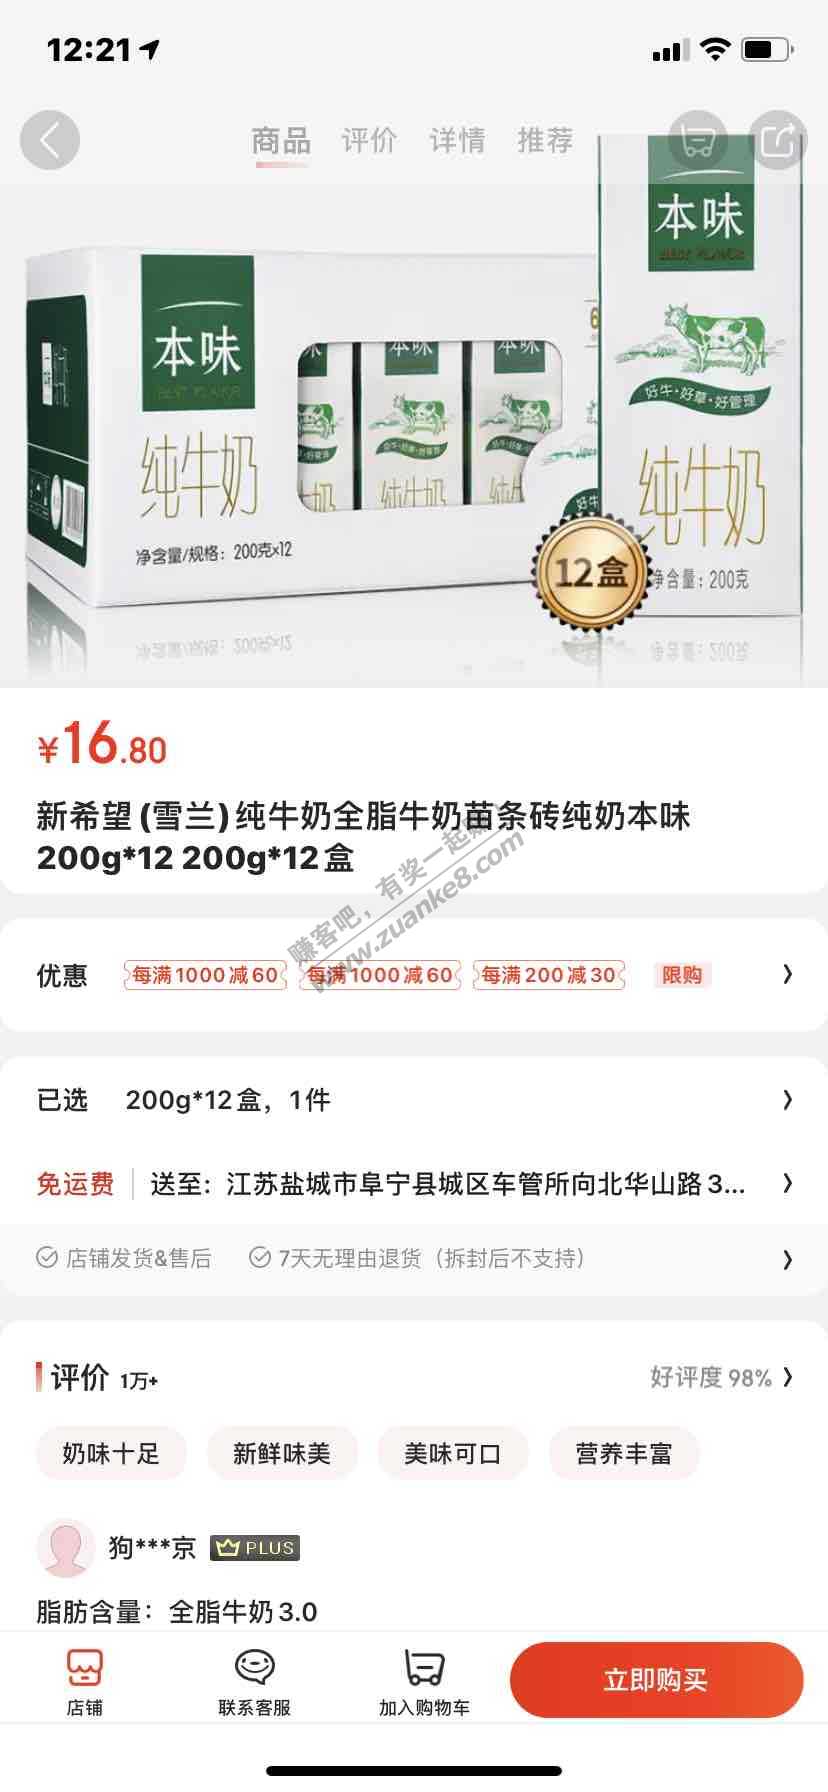 12:21
商品 评价 详情 推荐
本味
BEST FLAVOR
好牛·好草·好管理
纯牛奶
净含量：200克
本味
BEST FLAVOR
纯牛奶
净含量/规格：200克x12
12盒
¥16.80
新希望(雪兰)纯牛奶全脂牛奶苗条砖纯奶本味
200g*12 200g*12盒
赚客吧，有奖一起赚！
www.zuanke8.com
优惠 每满1000减60 每满1000减60 每满200减30 限购
已选 200g*12盒，1件
免运费 送至：江苏盐城市阜宁县城区车管所向北华山路3...
店铺发货&售后 7天无理由退货（拆封后不支持）
评价 1万+ 好评度 98%
奶味十足 新鲜味美 美味可口 营养丰富
狗***京 PLUS
脂肪含量：全脂牛奶3.0
店铺 联系客服 加入购物车 立即购买